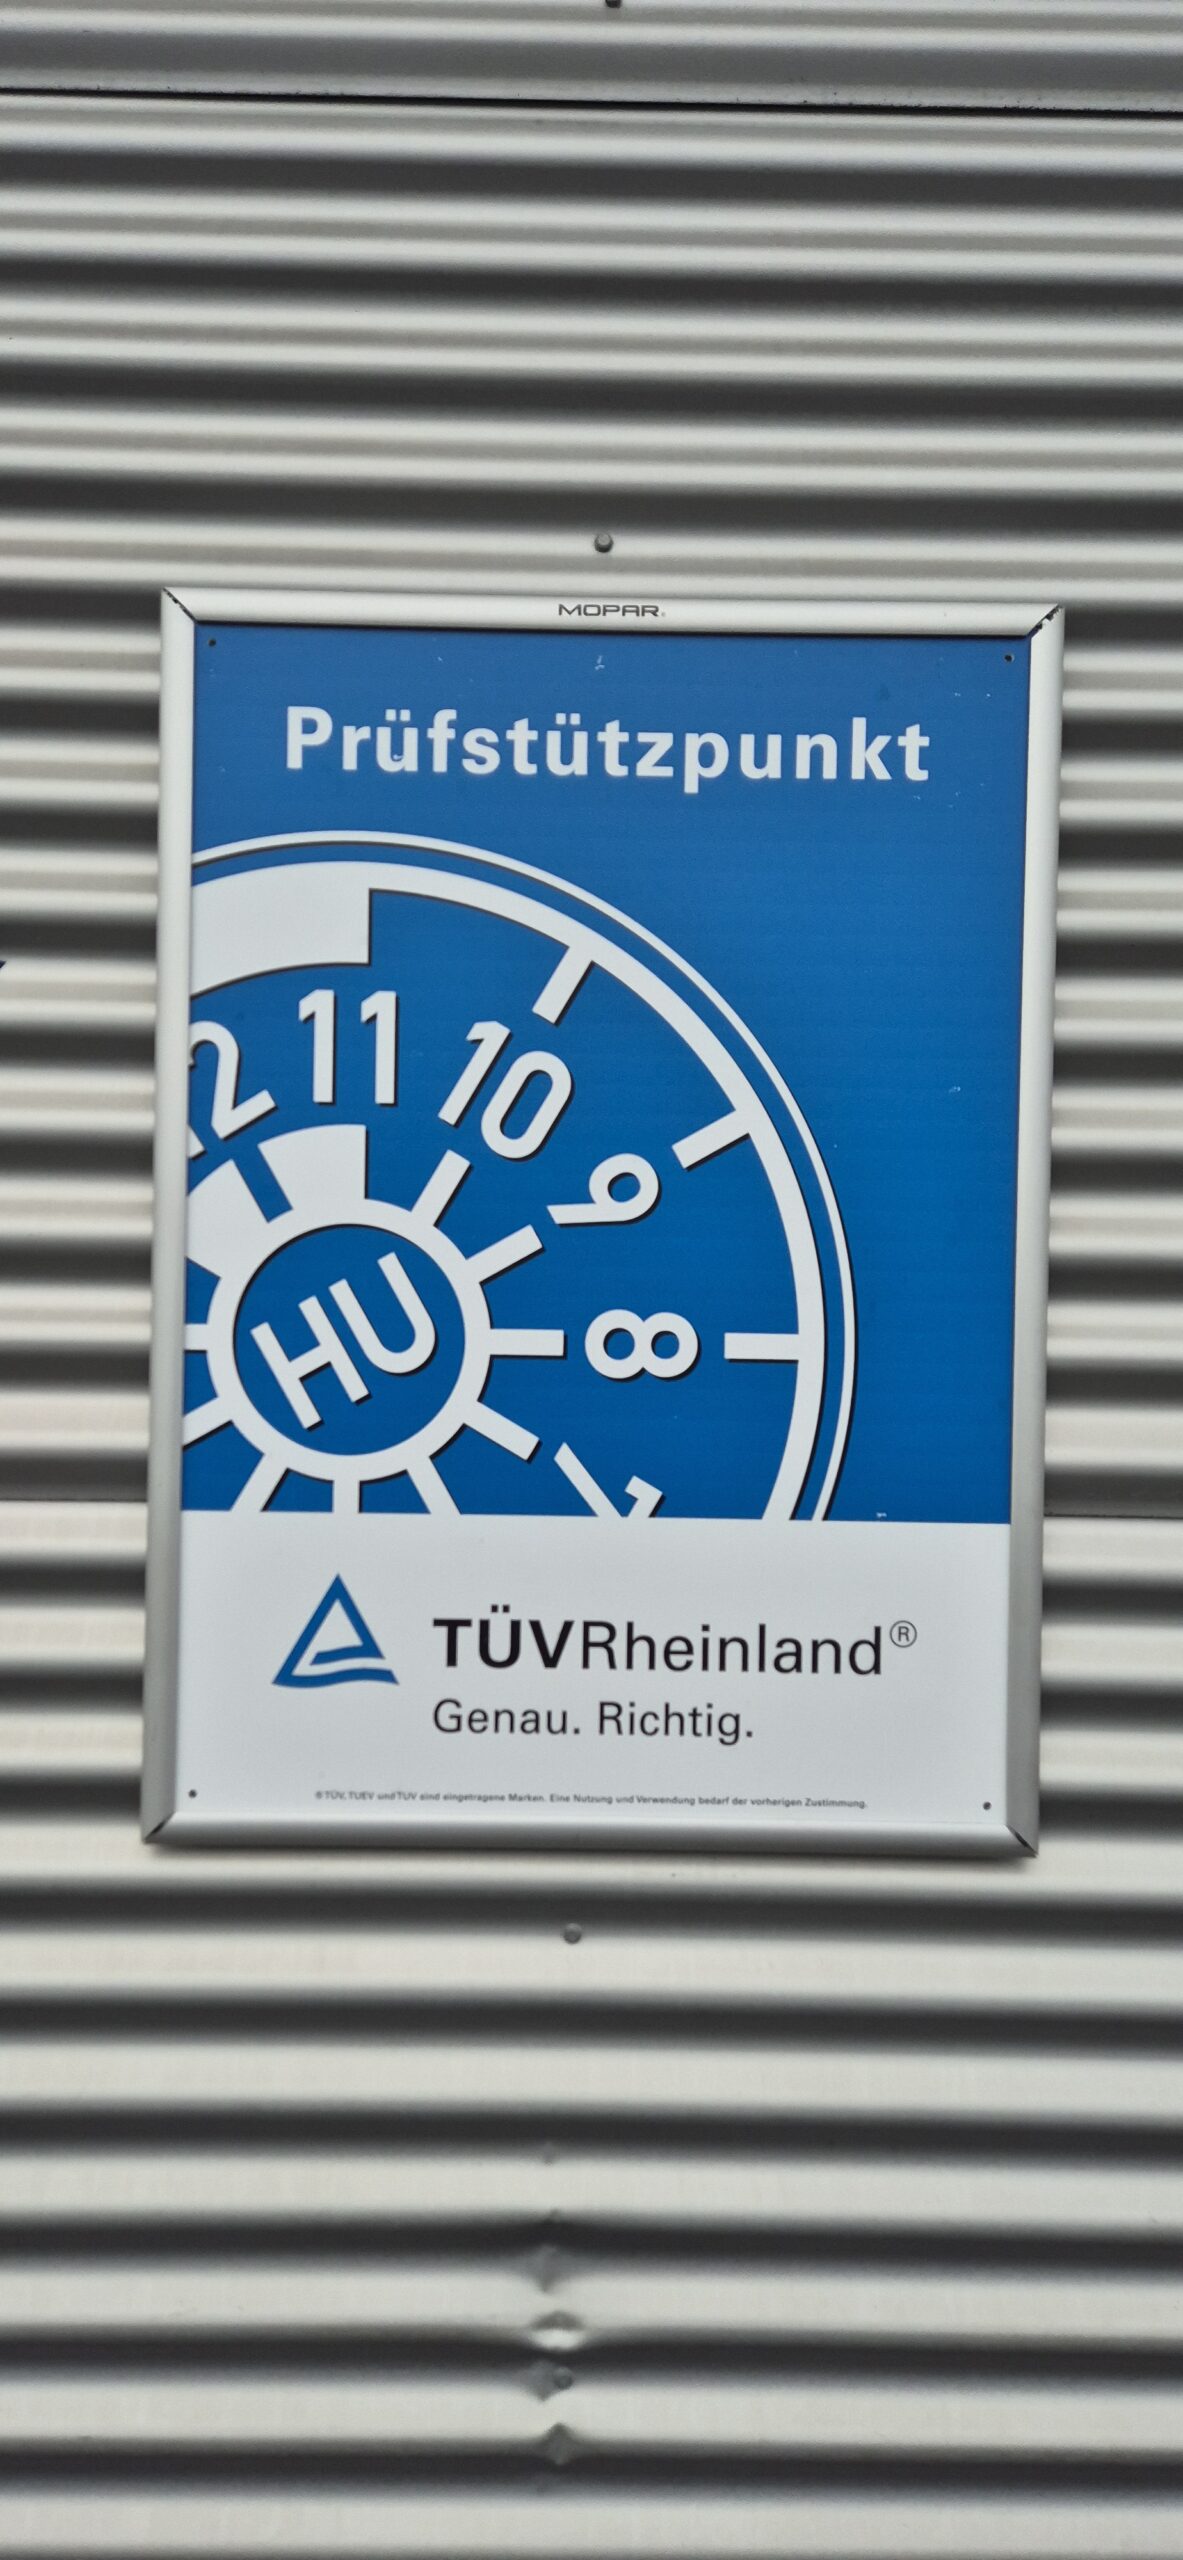 MOPAR®
Prüfstützpunkt
12
11
10
9
8
7
HU
TÜVRheinland®
Genau. Richtig.
® TÜV, TUEV und TUV sind eingetragene Marken. Eine Nutzung und Verwendung bedarf der vorherigen Zustimmung.